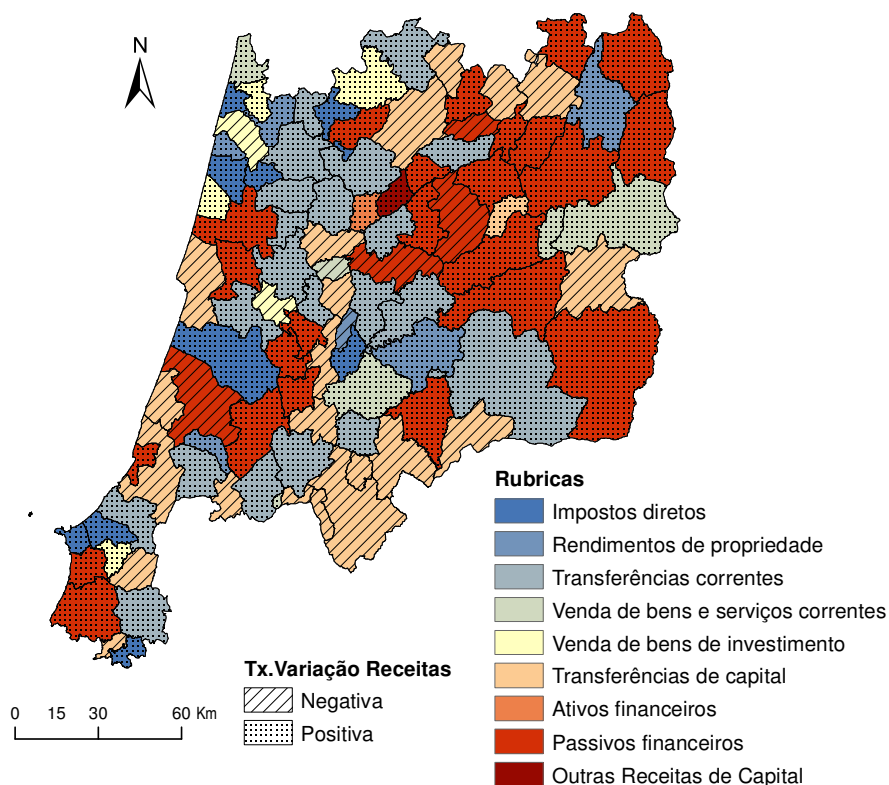 N
Rubricas
Impostos diretos
Rendimentos de propriedade
Transferências correntes
Venda de bens e serviços correntes
Venda de bens de investimento
Transferências de capital
Ativos financeiros
Passivos financeiros
Outras Receitas de Capital
Tx.Variação Receitas
Negativa
Positiva
0 15 30 60 Km